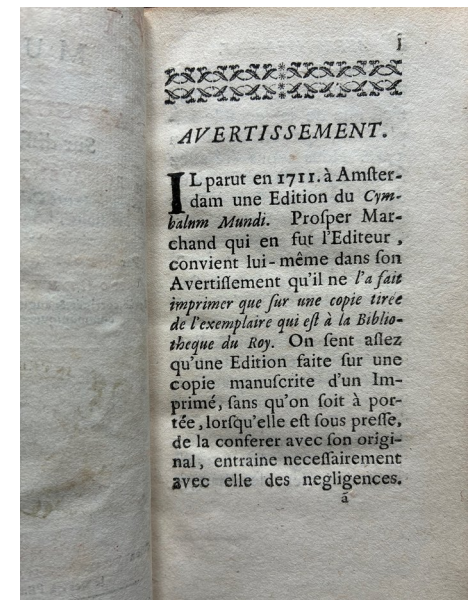 j
AVERTISSEMENT.
IL parut en 1711. à Amſter-
dam une Edition du Cym-
balnm Mundi. Proſper Mar-
chand qui en fut l'Editeur,
convient lui-même dans ſon
Avertiſſement qu'il ne l'a fait
imprimer que ſur une copie tirée
de l'exemplaire qui eſt à la Biblio-
theque du Roy. On ſent aſſez
qu'une Edition faite ſur une
copie manuſcrite d'un Im-
primé, ſans qu'on ſoit à por-
tée, lorſqu'elle eſt ſous preſſe,
de la conferer avec ſon origi-
nal, entraine neceſſairement
avec elle des negligences.
ã